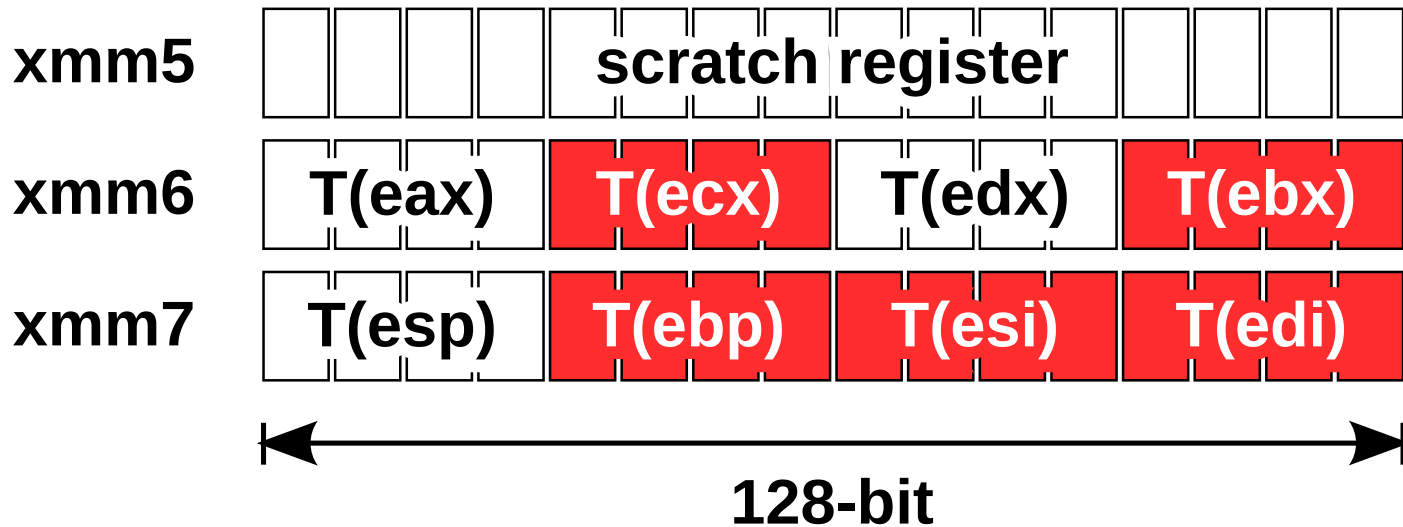 xmm5 scratch register
xmm6 T(eax) T(ecx) T(edx) T(ebx)
xmm7 T(esp) T(ebp) T(esi) T(edi)
128-bit